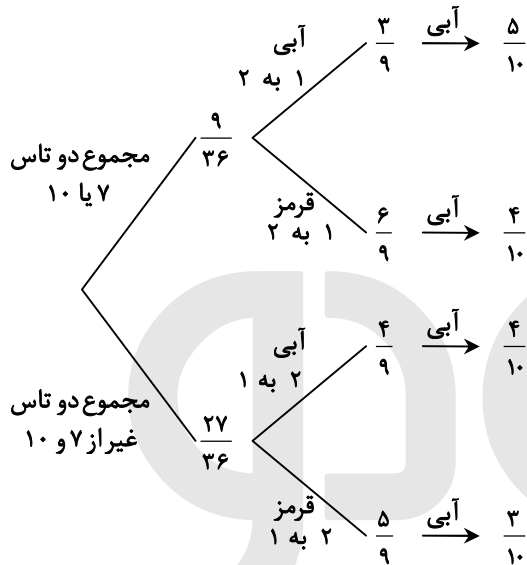 آبی
۱ به ۲
۳/۹ آبی ۵/۱۰
مجموع دو تاس
۷ یا ۱۰
۹/۳۶
قرمز
۱ به ۲
۶/۹ آبی ۴/۱۰
مجموع دو تاس
غیر از ۷ و ۱۰
۲۷/۳۶
آبی
۲ به ۱
۴/۹ آبی ۴/۱۰
قرمز
۲ به ۱
۵/۹ آبی ۳/۱۰